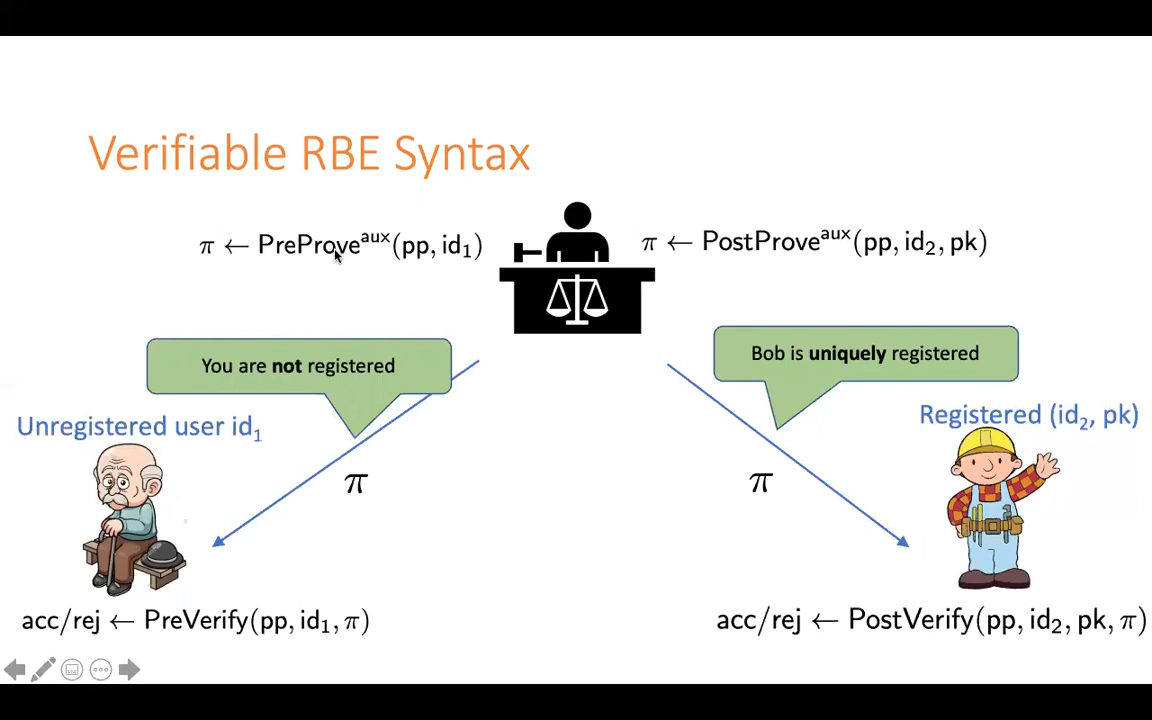 Verifiable RBE Syntax
π ← PreProve^aux(pp, id₁)
π ← PostProve^aux(pp, id₂, pk)
You are not registered
Bob is uniquely registered
Unregistered user id₁
Registered (id₂, pk)
π
π
acc/rej ← PreVerify(pp, id₁, π)
acc/rej ← PostVerify(pp, id₂, pk, π)